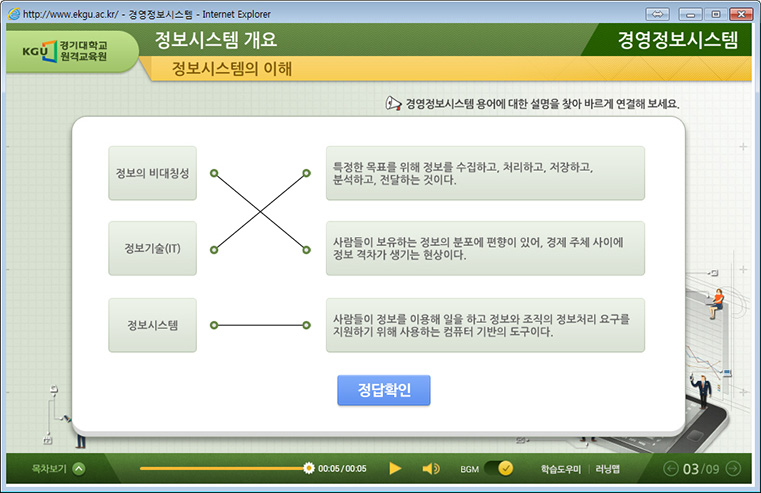 http://www.ekgu.ac.kr/ - 경영정보시스템 - Internet Explorer
KGU 경기대학교
원격교육원
정보시스템 개요
경영정보시스템
정보시스템의 이해
경영정보시스템 용어에 대한 설명을 찾아 바르게 연결해 보세요.
정보의 비대칭성
특정한 목표를 위해 정보를 수집하고, 처리하고, 저장하고,
분석하고, 전달하는 것이다.
정보기술(IT)
사람들이 보유하는 정보의 분포에 편향이 있어, 경제 주체 사이에
정보 격차가 생기는 현상이다.
정보시스템
사람들이 정보를 이용해 일을 하고 정보와 조직의 정보처리 요구를
지원하기 위해 사용하는 컴퓨터 기반의 도구이다.
정답확인
목차보기
00:05/00:05
BGM
학습도우미
러닝맵
03/09